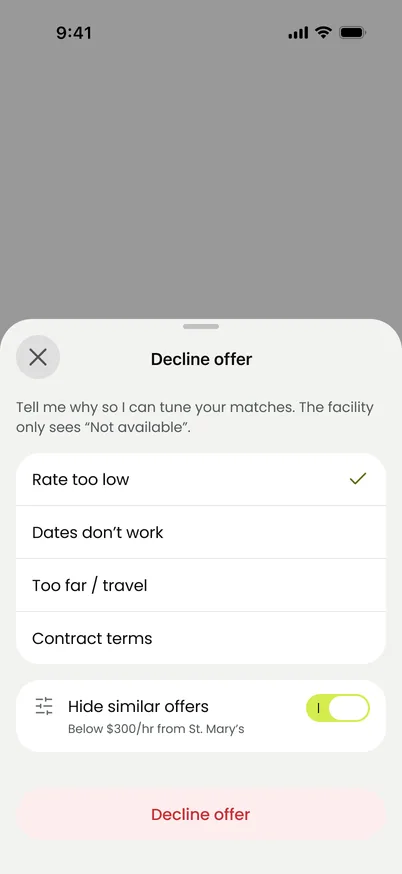 9:41
Decline offer
Tell me why so I can tune your matches. The facility
only sees “Not available”.
Rate too low
Dates don’t work
Too far / travel
Contract terms
Hide similar offers
Below $300/hr from St. Mary’s
Decline offer